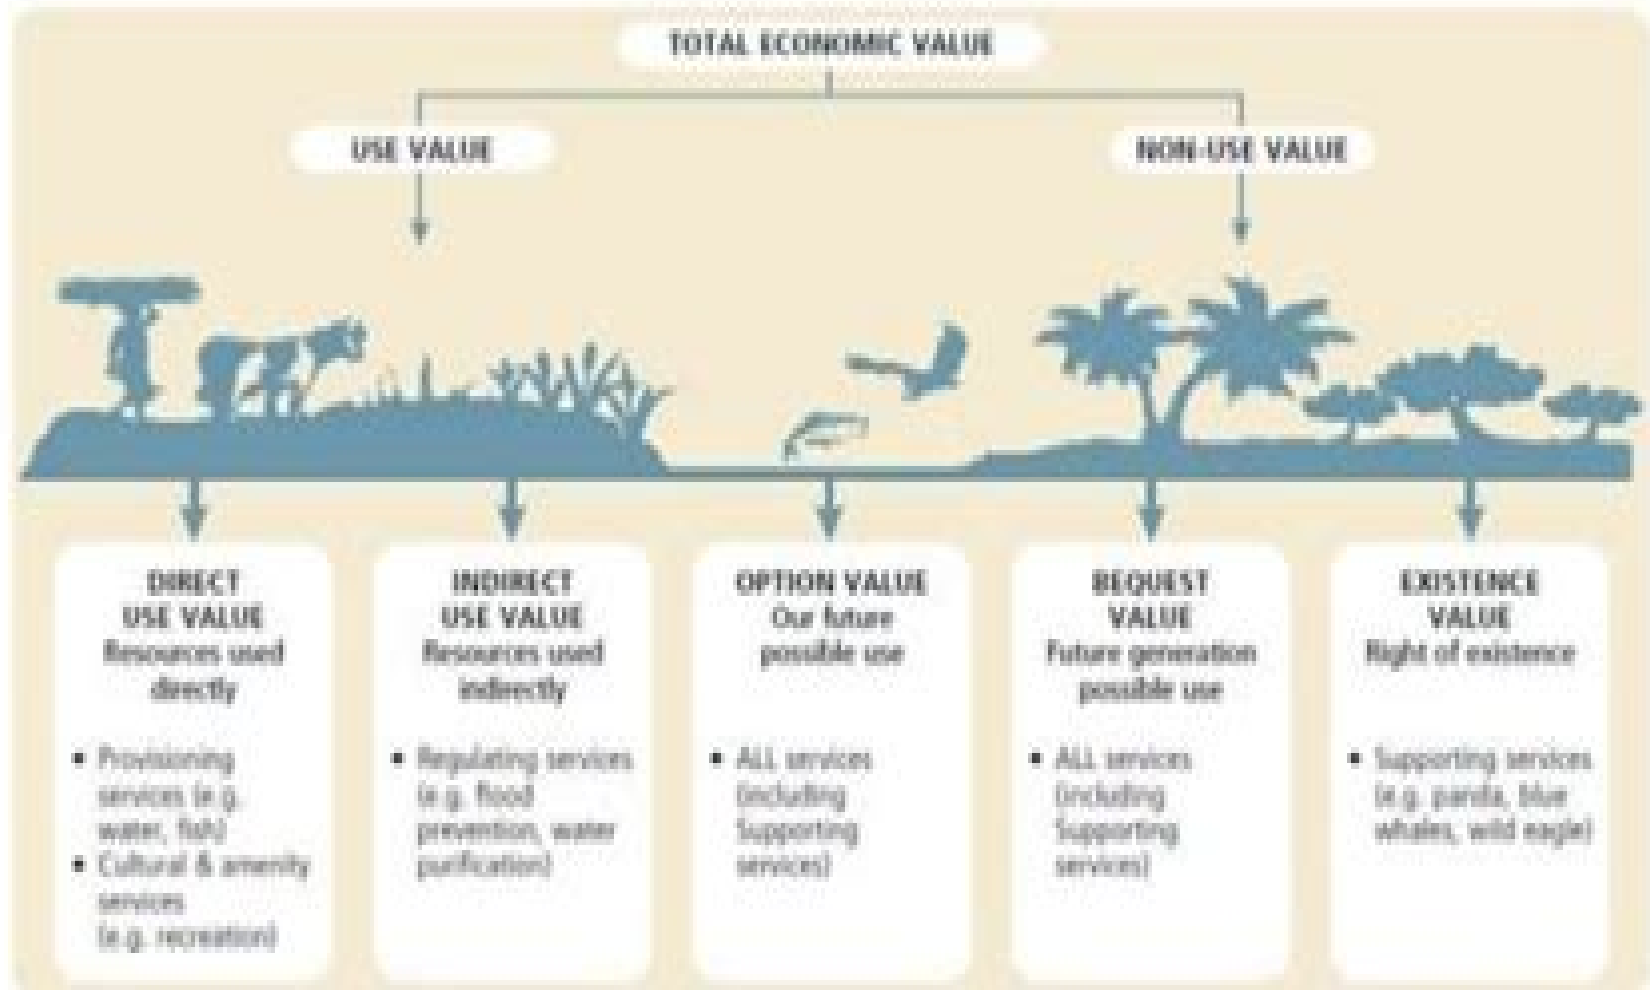 TOTAL ECONOMIC VALUE
USE VALUE
NON-USE VALUE
DIRECT
USE VALUE
Resources used
directly
• Provisioning
services (e.g.
water, fish)
• Cultural & amenity
services
(e.g. recreation)
INDIRECT
USE VALUE
Resources used
indirectly
• Regulating services
(e.g. flood
prevention, water
purification)
OPTION VALUE
Our future
possible use
• ALL services
(including
Supporting
services)
BEQUEST
VALUE
Future generation
possible use
• ALL services
(including
Supporting
services)
EXISTENCE
VALUE
Right of existence
• Supporting services
(e.g. panda, blue
whales, wild eagle)